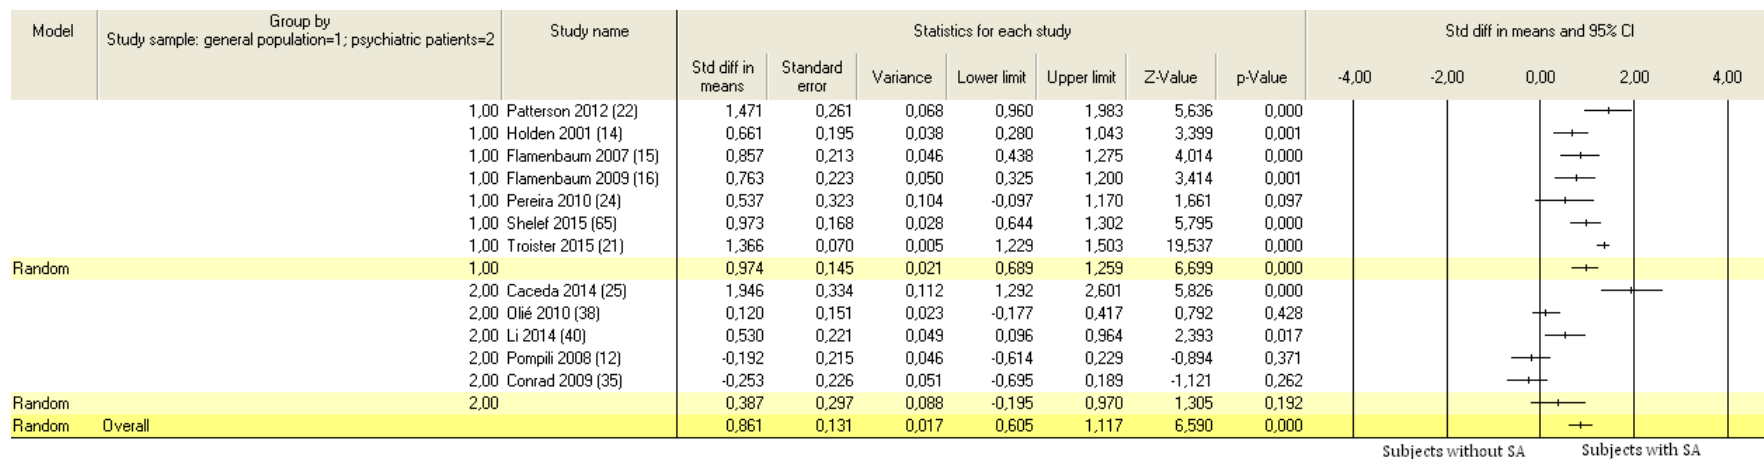 Model Group by Study name Statistics for each study Std diff in means and 95% CI
Study sample: general population=1; psychiatric patients=2
Std diff in means Standard error Variance Lower limit Upper limit Z-Value p-Value -4,00 -2,00 0,00 2,00 4,00
1,00 Patterson 2012 (22) 1,471 0,261 0,068 0,960 1,983 5,636 0,000
1,00 Holden 2001 (14) 0,661 0,195 0,038 0,280 1,043 3,399 0,001
1,00 Flamenbaum 2007 (15) 0,857 0,213 0,046 0,438 1,275 4,014 0,000
1,00 Flamenbaum 2009 (16) 0,763 0,223 0,050 0,325 1,200 3,414 0,001
1,00 Pereira 2010 (24) 0,537 0,323 0,104 -0,097 1,170 1,661 0,097
1,00 Shelef 2015 (65) 0,973 0,168 0,028 0,644 1,302 5,795 0,000
1,00 Troister 2015 (21) 1,366 0,070 0,005 1,229 1,503 19,537 0,000
Random 1,00 0,974 0,145 0,021 0,689 1,259 6,699 0,000
2,00 Caceda 2014 (25) 1,946 0,334 0,112 1,292 2,601 5,826 0,000
2,00 Olié 2010 (38) 0,120 0,151 0,023 -0,177 0,417 0,792 0,428
2,00 Li 2014 (40) 0,530 0,221 0,049 0,096 0,964 2,393 0,017
2,00 Pompili 2008 (12) -0,192 0,215 0,046 -0,614 0,229 -0,894 0,371
2,00 Conrad 2009 (35) -0,253 0,226 0,051 -0,695 0,189 -1,121 0,262
Random 2,00 0,387 0,297 0,088 -0,195 0,970 1,305 0,192
Random Overall 0,861 0,131 0,017 0,605 1,117 6,590 0,000
Subjects without SA Subjects with SA